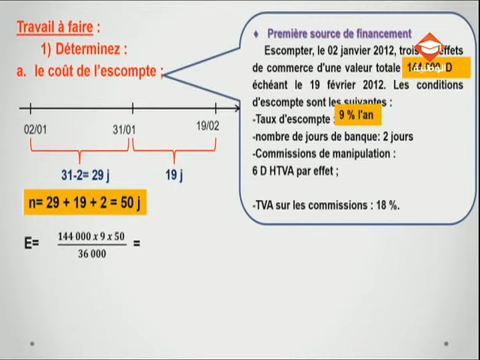 Travail à faire :
1) Déterminez :
a. le coût de l'escompte ;
02/01
31/01
19/02
31-2= 29 j
19 j
n= 29 + 19 + 2 = 50 j
E= 144 000 x 9 x 50 / 36 000 =
♦ Première source de financement
Escompter, le 02 janvier 2012, trois effets
de commerce d'une valeur totale 144 000 D
échéant le 19 février 2012. Les conditions
d'escompte sont les suivantes :
-Taux d'escompte : 9 % l'an
-nombre de jours de banque: 2 jours
-Commissions de manipulation :
6 D HTVA par effet ;
-TVA sur les commissions : 18 %.